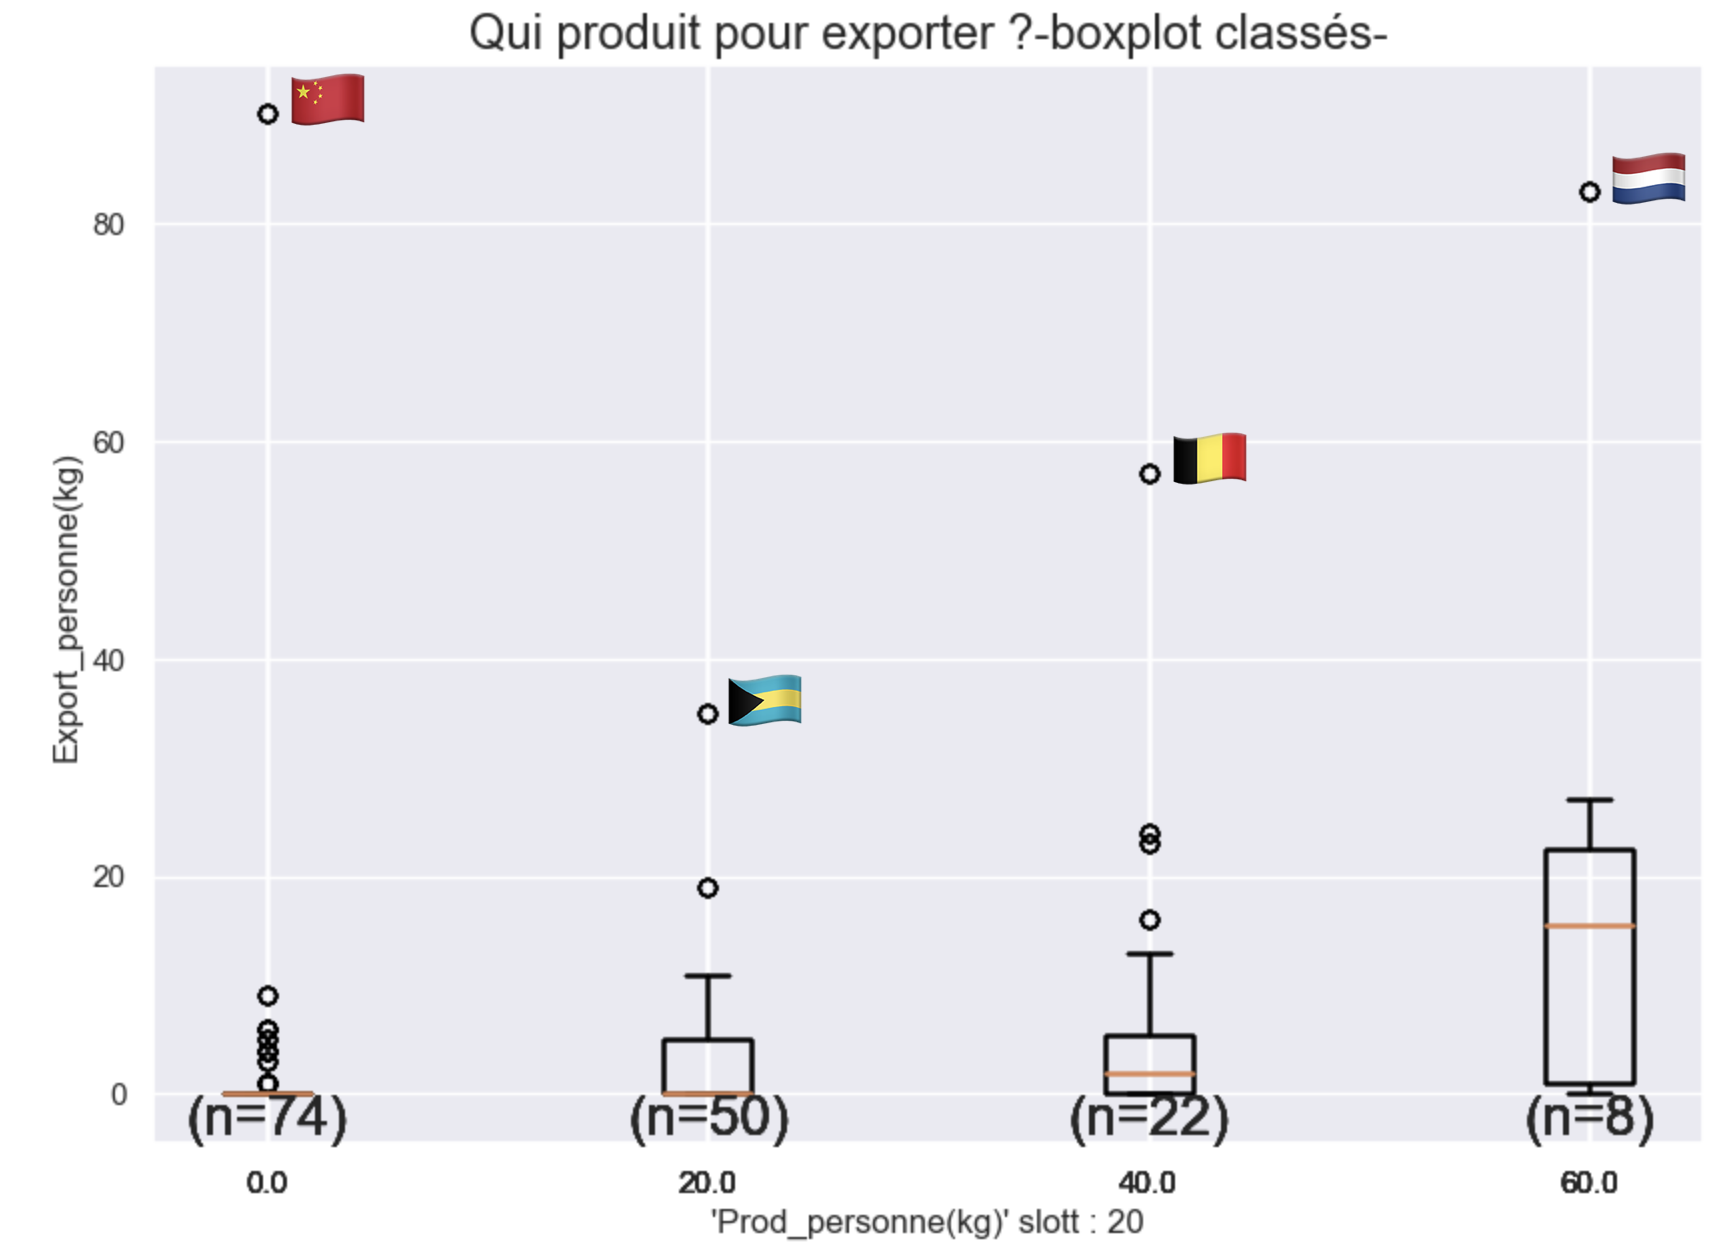 Qui produit pour exporter ?-boxplot classés-
Export_personne(kg)
80
60
40
20
0
(n=74) (n=50) (n=22) (n=8)
0.0 20.0 40.0 60.0
'Prod_personne(kg)' slott : 20